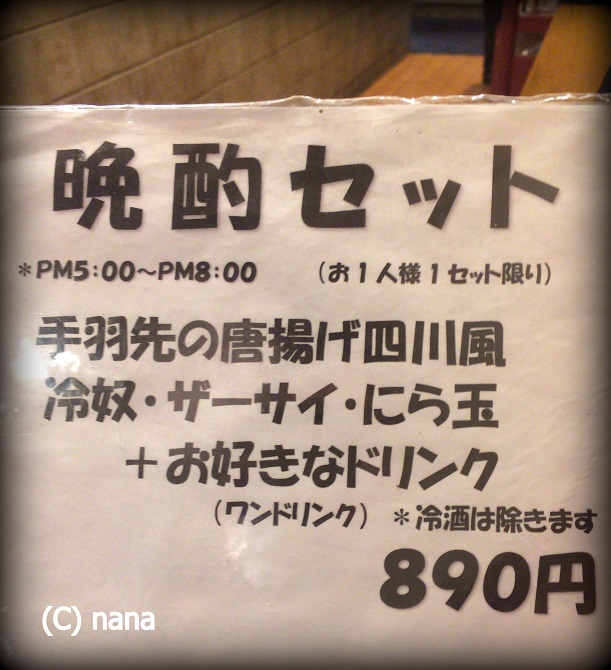 晩酌セット
＊PM5:00～PM8:00　（お１人様１セット限り）
手羽先の唐揚げ四川風
冷奴・ザーサイ・にら玉
＋お好きなドリンク
（ワンドリンク）＊冷酒は除きます
890円
(C) nana